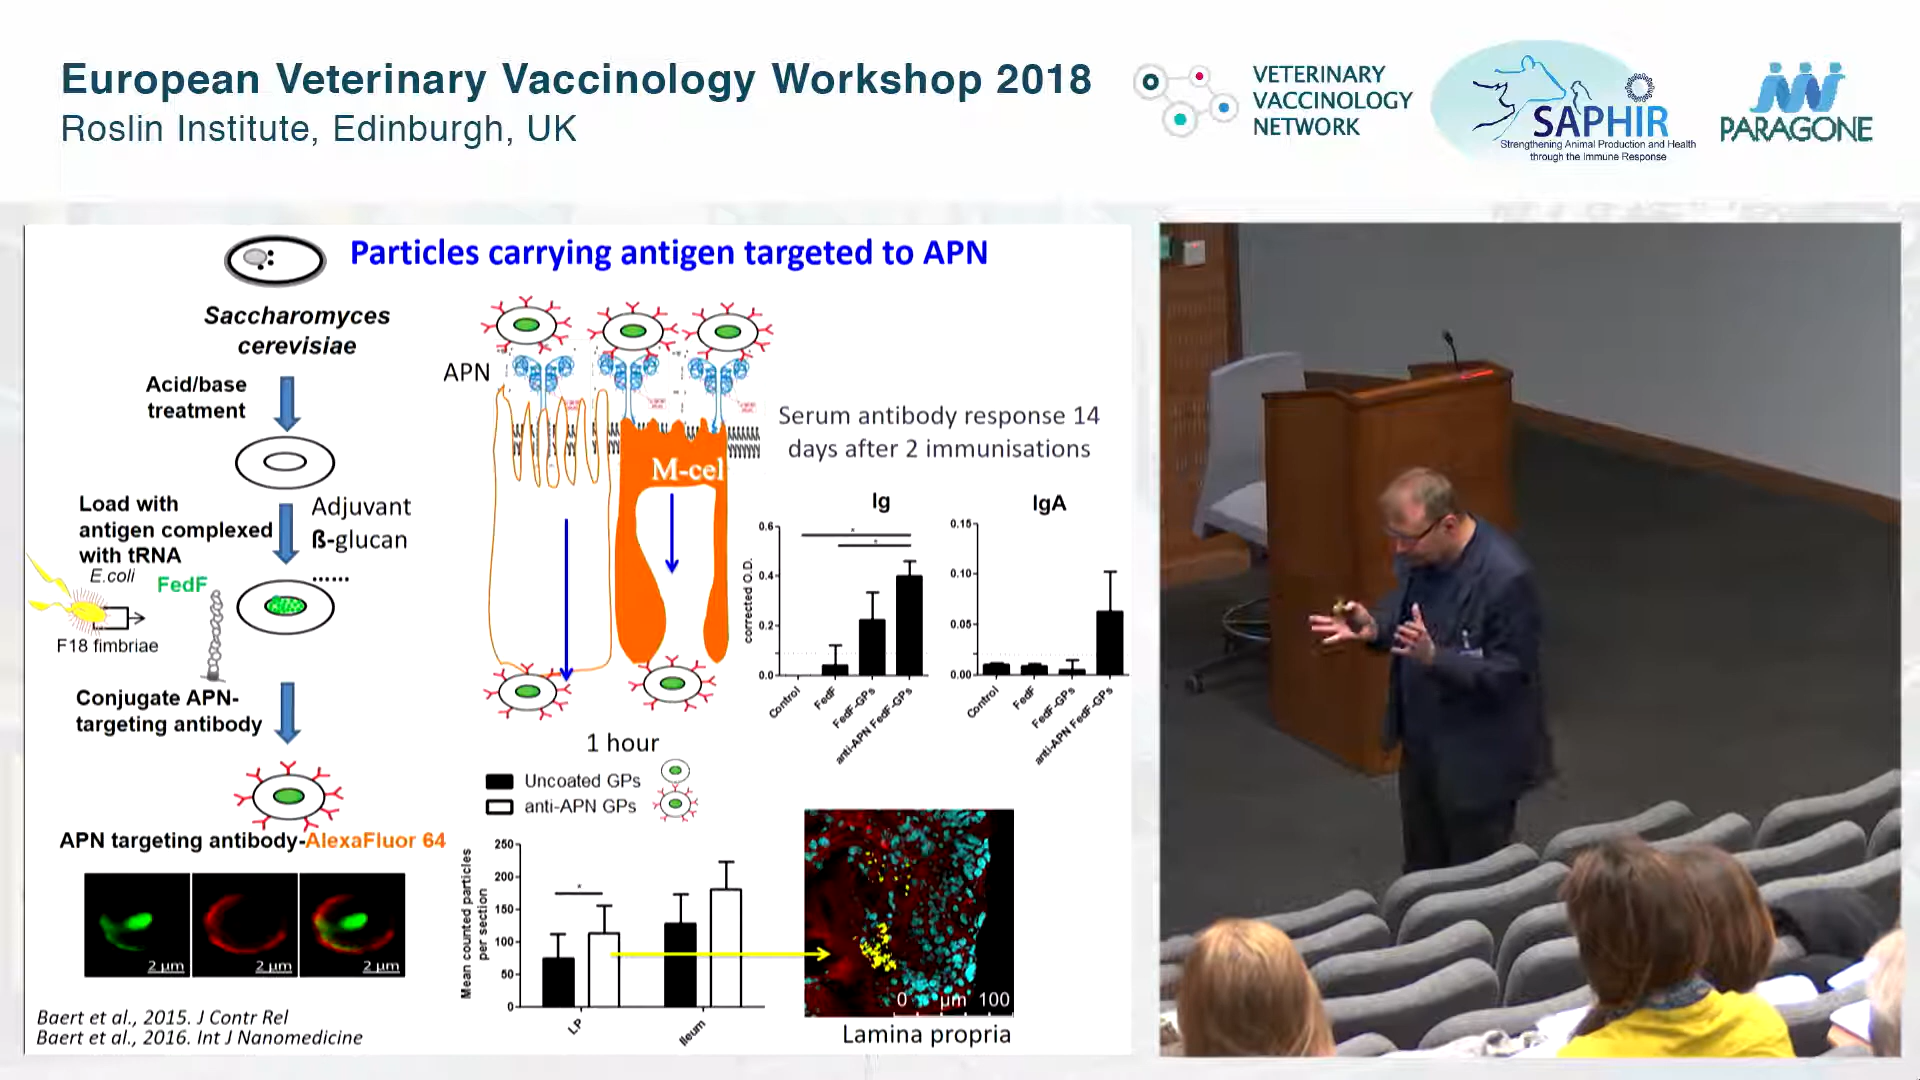 European Veterinary Vaccinology Workshop 2018
Roslin Institute, Edinburgh, UK
VETERINARY
VACCINOLOGY
NETWORK
SAPHIR
Strengthening Animal Production and Health
through the Immune Response
PARAGONE
Particles carrying antigen targeted to APN
Saccharomyces
cerevisiae
Acid/base
treatment
Load with
antigen complexed
with tRNA
Adjuvant
ß-glucan
......
E.coli
FedF
F18 fimbriae
Conjugate APN-
targeting antibody
APN targeting antibody-AlexaFluor 64
2 µm
2 µm
2 µm
Baert et al., 2015. J Contr Rel
Baert et al., 2016. Int J Nanomedicine
APN
M-cel
1 hour
Uncoated GPs
anti-APN GPs
Mean counted particles
per section
250
200
150
100
50
0
*
LP
Ileum
Serum antibody response 14
days after 2 immunisations
Ig
corrected O.D.
0.6
0.4
0.2
0.0
*
*
Control
FedF
FedF-GPs
anti-APN FedF-GPs
IgA
0.15
0.10
0.05
0.00
Control
FedF
FedF-GPs
anti-APN FedF-GPs
0 µm 100
Lamina propria